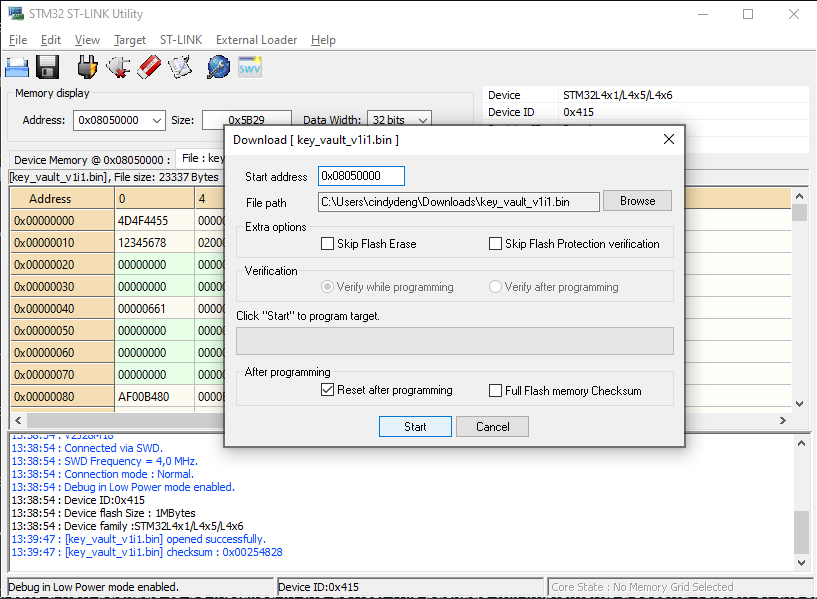 STM32 ST-LINK Utility
File Edit View Target ST-LINK External Loader Help
SWV
Memory display
Address: 0x08050000 Size: 0x5B29 Data Width: 32 bits
Device STM32L4x1/L4x5/L4x6
Device ID 0x415
Device Memory @ 0x08050000 : File : key
[key_vault_v1i1.bin], File size: 23337 Bytes
Address 0 4
0x00000000 4D4F4455 0000
0x00000010 12345678 0200
0x00000020 00000000 0000
0x00000030 00000000 0000
0x00000040 00000661 0000
0x00000050 00000000 0000
0x00000060 00000000 0000
0x00000070 00000000 0000
0x00000080 AF00B480 0000
Download [ key_vault_v1i1.bin ]
Start address 0x08050000
File path C:\Users\cindydeng\Downloads\key_vault_v1i1.bin Browse
Extra options
Skip Flash Erase Skip Flash Protection verification
Verification
Verify while programming Verify after programming
Click "Start" to program target.
After programming
Reset after programming Full Flash memory Checksum
Start Cancel
13:38:54 : V2J28M18
13:38:54 : Connected via SWD.
13:38:54 : SWD Frequency = 4,0 MHz.
13:38:54 : Connection mode : Normal.
13:38:54 : Debug in Low Power mode enabled.
13:38:54 : Device ID:0x415
13:38:54 : Device flash Size : 1MBytes
13:38:54 : Device family :STM32L4x1/L4x5/L4x6
13:39:47 : [key_vault_v1i1.bin] opened successfully.
13:39:47 : [key_vault_v1i1.bin] checksum : 0x00254828
Debug in Low Power mode enabled. Device ID:0x415 Core State : No Memory Grid Selected